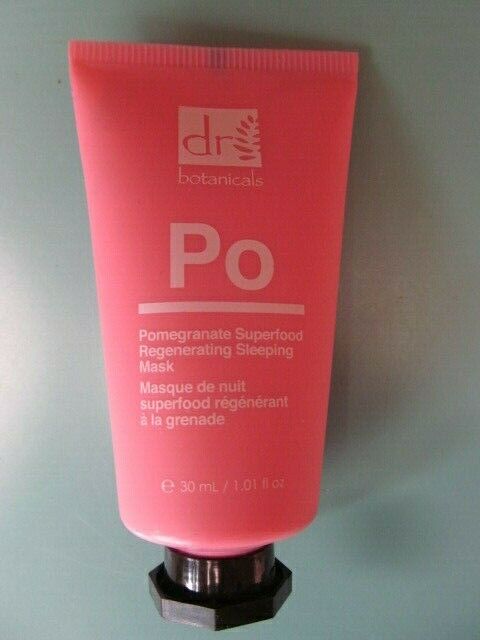 dr
botanicals
Po
Pomegranate Superfood
Regenerating Sleeping
Mask
Masque de nuit
superfood régénérant
à la grenade
℮ 30 mL / 1.01 fl oz